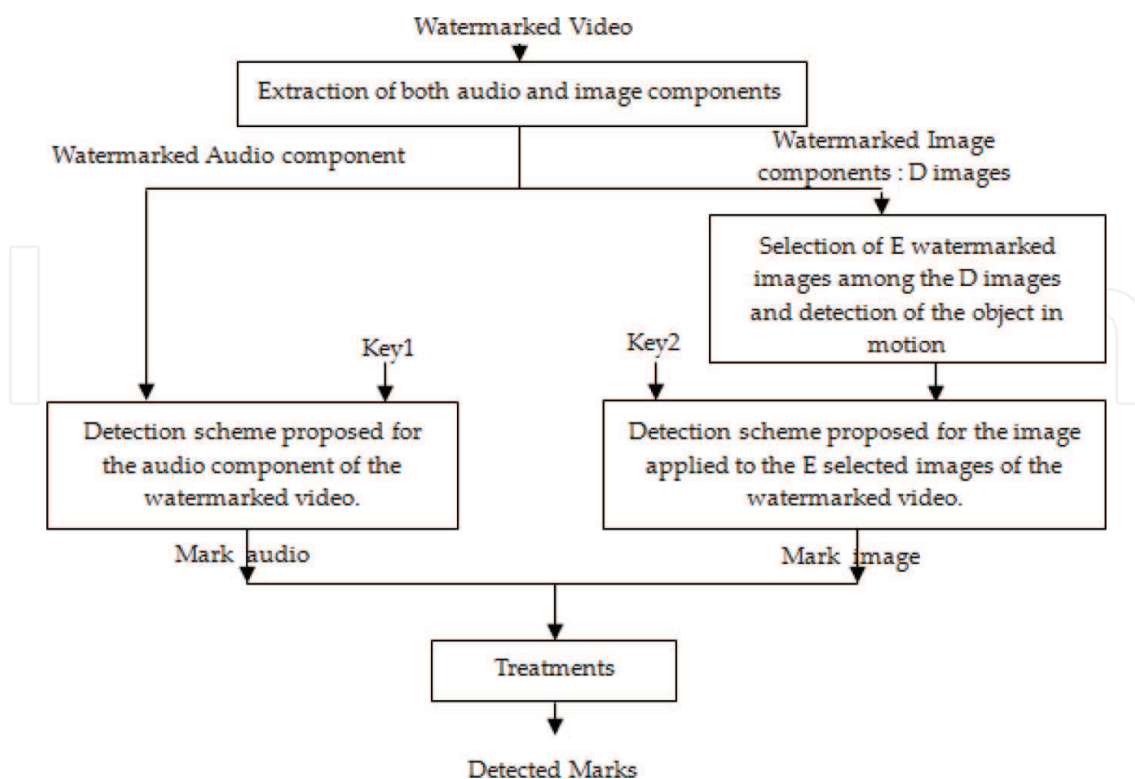 Watermarked Video
Extraction of both audio and image components
Watermarked Audio component
Watermarked Image
components : D images
Selection of E watermarked
images among the D images
and detection of the object in
motion
Key1
Key2
Detection scheme proposed for
the audio component of the
watermarked video.
Detection scheme proposed for the image
applied to the E selected images of the
watermarked video.
Mark audio
Mark image
Treatments
Detected Marks